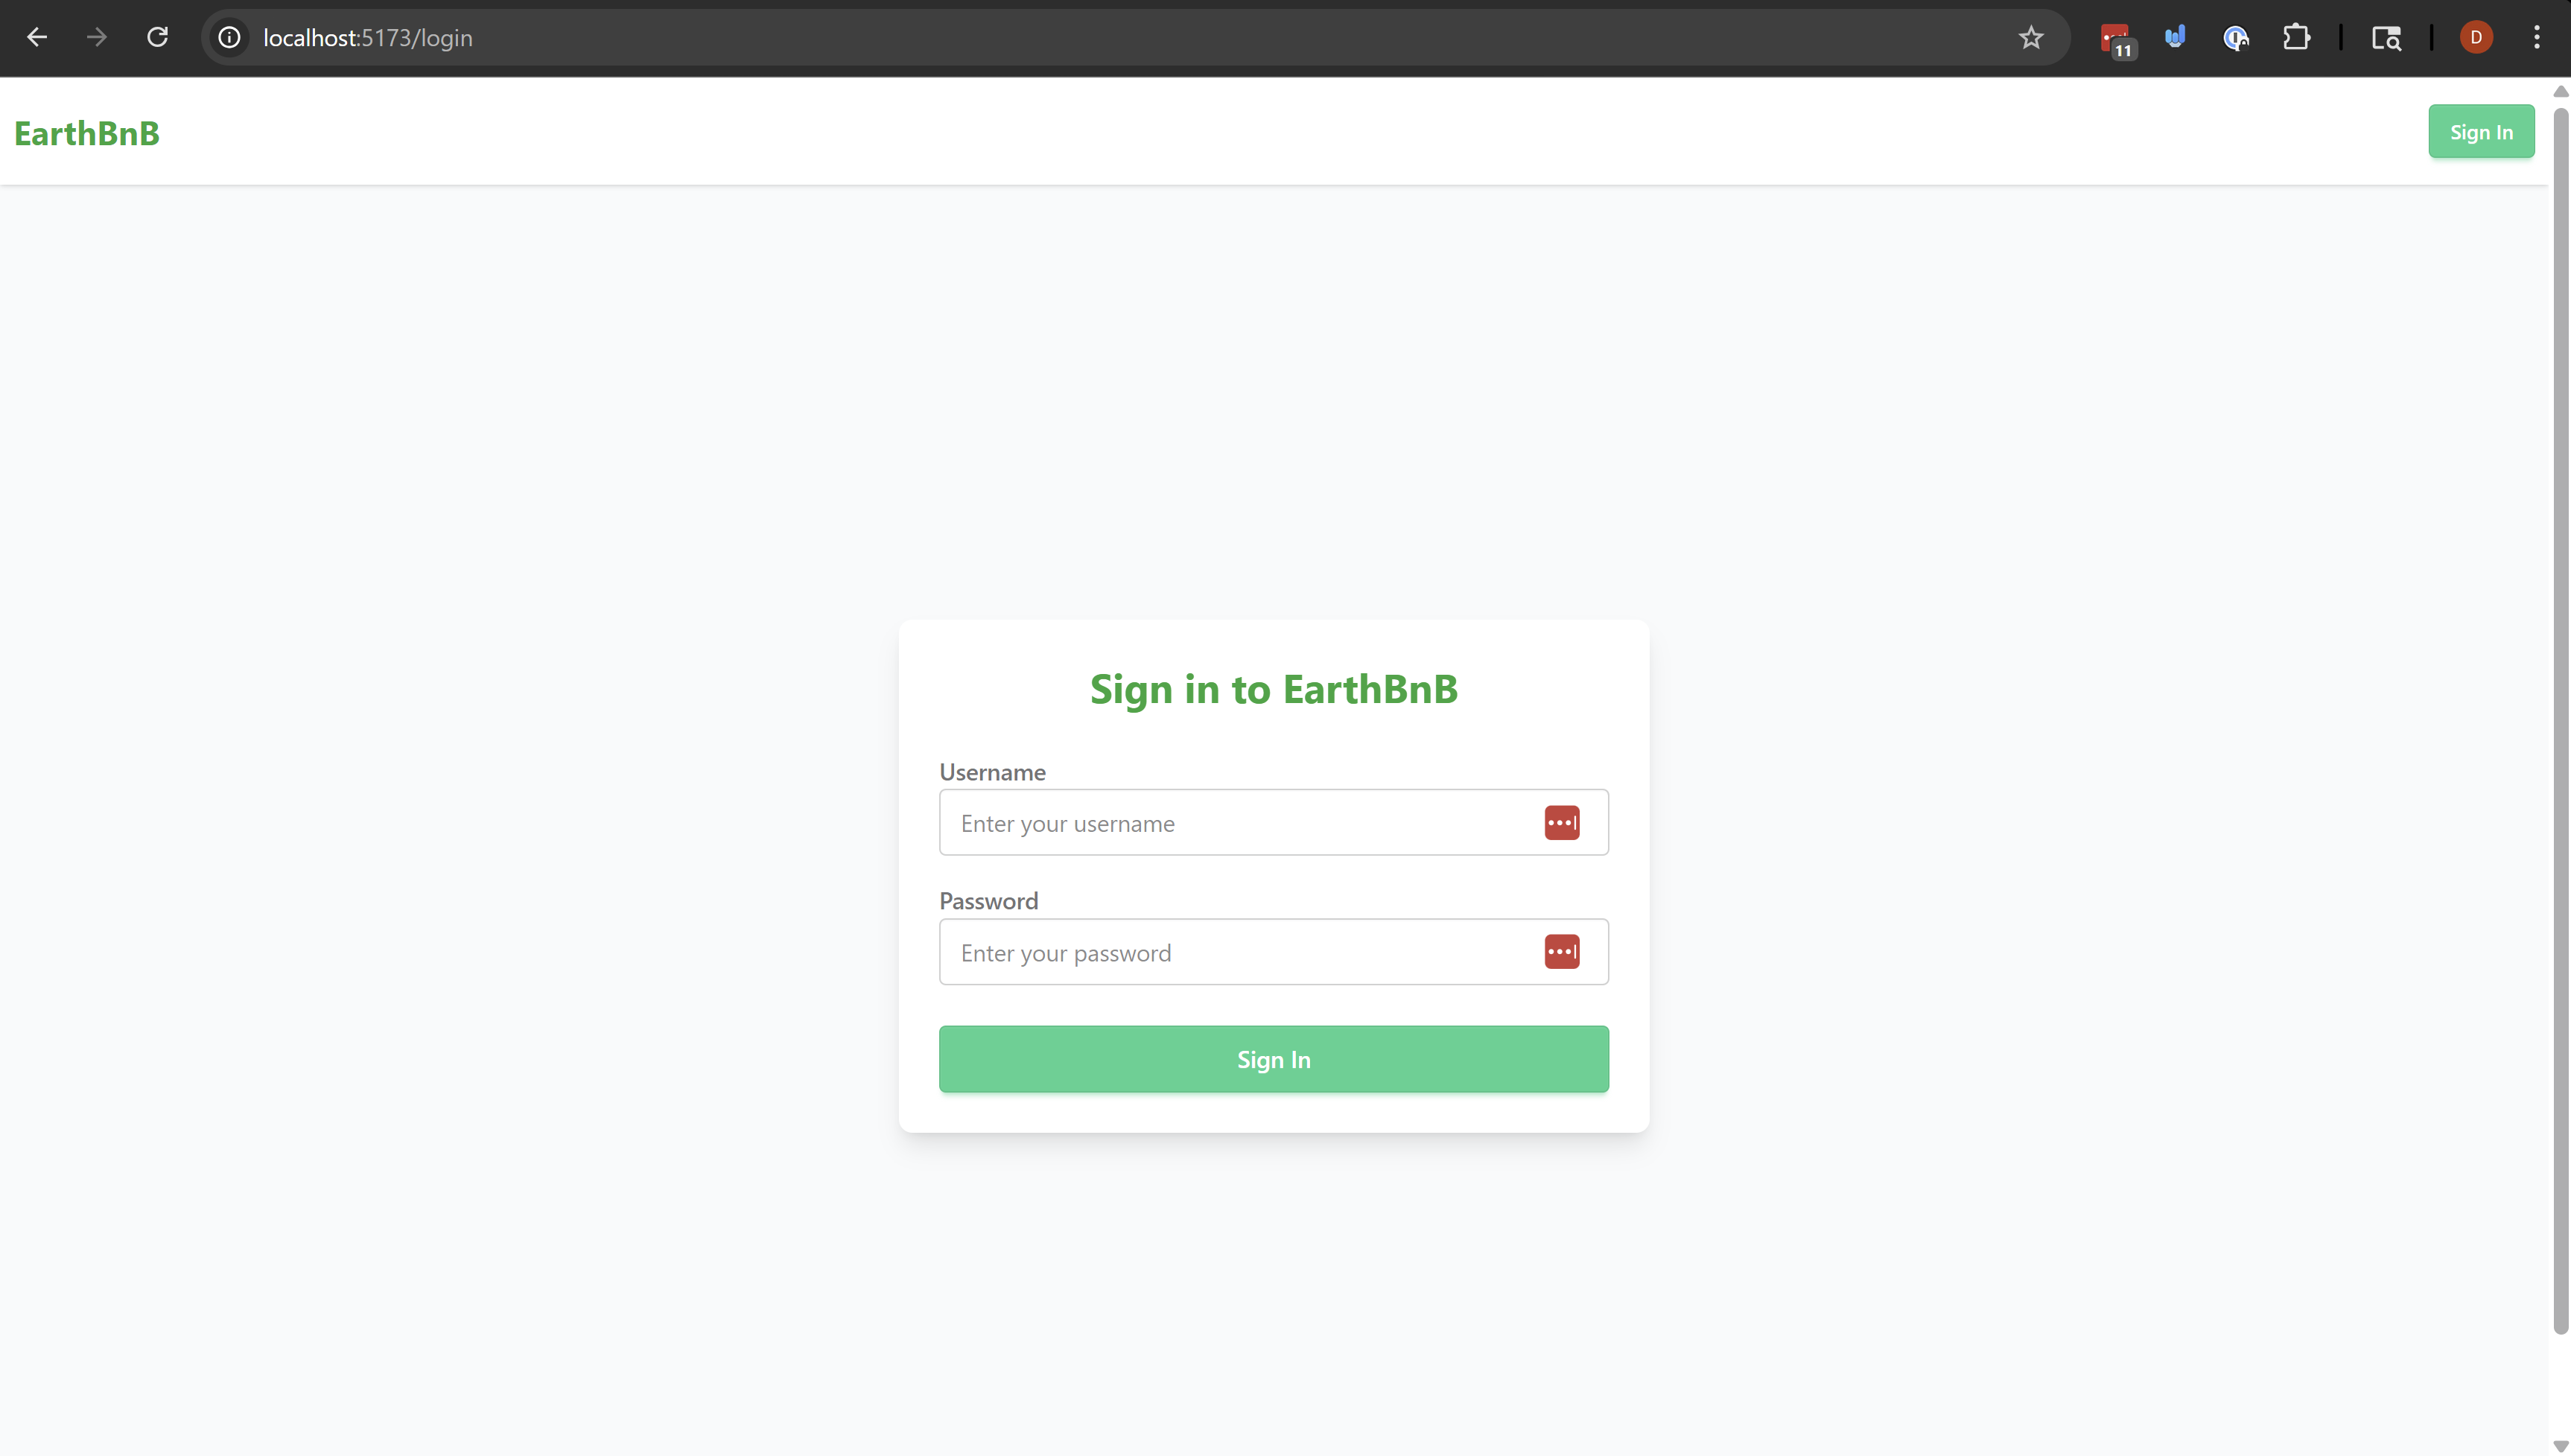 localhost:5173/login
11
D
EarthBnB
Sign In
Sign in to EarthBnB
Username
Enter your username
Password
Enter your password
Sign In